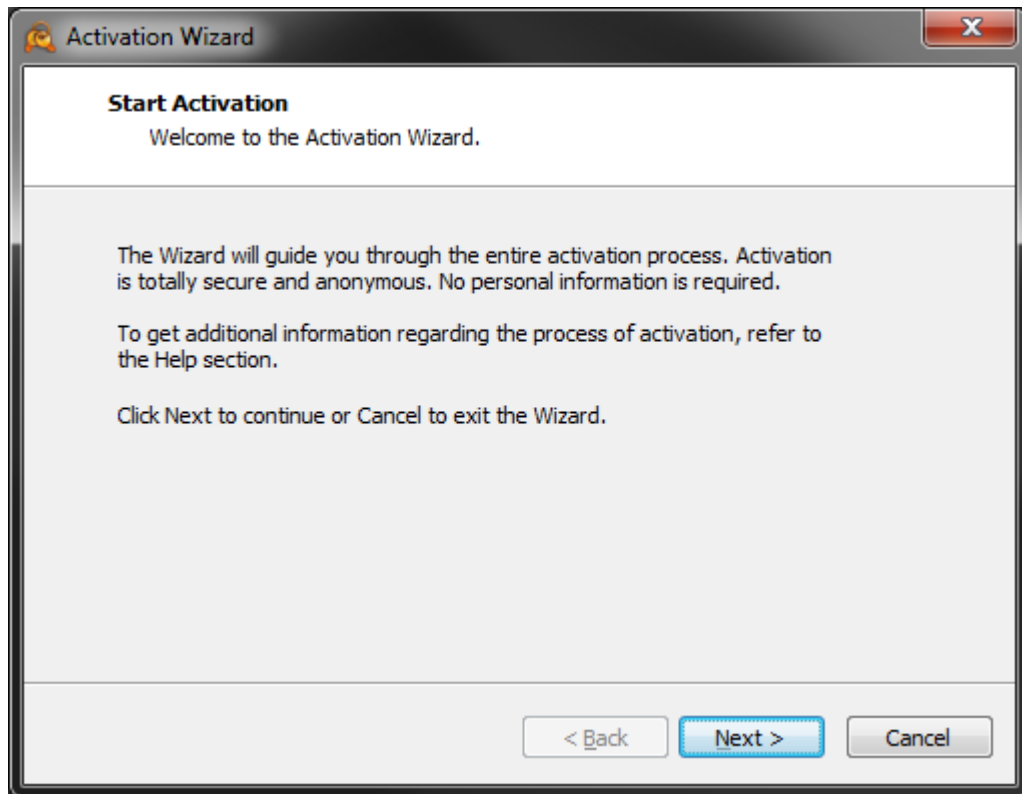 Activation Wizard
Start Activation
Welcome to the Activation Wizard.
The Wizard will guide you through the entire activation process. Activation
is totally secure and anonymous. No personal information is required.
To get additional information regarding the process of activation, refer to
the Help section.
Click Next to continue or Cancel to exit the Wizard.
< Back Next > Cancel